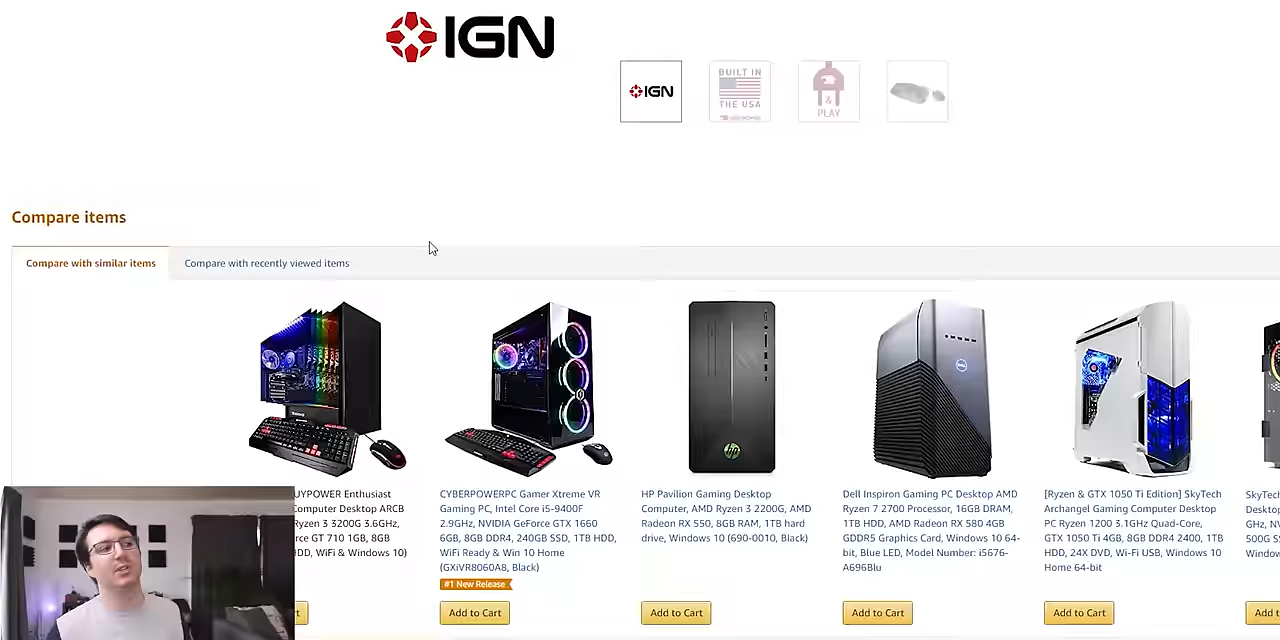 IGN
IGN
BUILT IN
THE USA
&
PLAY
Compare items
Compare with similar items
Compare with recently viewed items
UYPOWER Enthusiast
Computer Desktop ARCB
Ryzen 3 3200G 3.6GHz,
rce GT 710 1GB, 8GB
HDD, WiFi & Windows 10)
CYBERPOWERPC Gamer Xtreme VR
Gaming PC, Intel Core i5-9400F
2.9GHz, NVIDIA GeForce GTX 1660
6GB, 8GB DDR4, 240GB SSD, 1TB HDD,
WiFi Ready & Win 10 Home
(GXiVR8060A8, Black)
#1 New Release
Add to Cart
hp
HP Pavilion Gaming Desktop
Computer, AMD Ryzen 3 2200G, AMD
Radeon RX 550, 8GB RAM, 1TB hard
drive, Windows 10 (690-0010, Black)
Add to Cart
DELL
Dell Inspiron Gaming PC Desktop AMD
Ryzen 7 2700 Processor, 16GB DRAM,
1TB HDD, AMD Radeon RX 580 4GB
GDDR5 Graphics Card, Windows 10 64-
bit, Blue LED, Model Number: i5676-
A696Blu
Add to Cart
[Ryzen & GTX 1050 Ti Edition] SkyTech
Archangel Gaming Computer Desktop
PC Ryzen 1200 3.1GHz Quad-Core,
GTX 1050 Ti 4GB, 8GB DDR4 2400, 1TB
HDD, 24X DVD, Wi-Fi USB, Windows 10
Home 64-bit
Add to Cart
SkyTec
Desktop
GHz, NV
500G S
Window
Add t